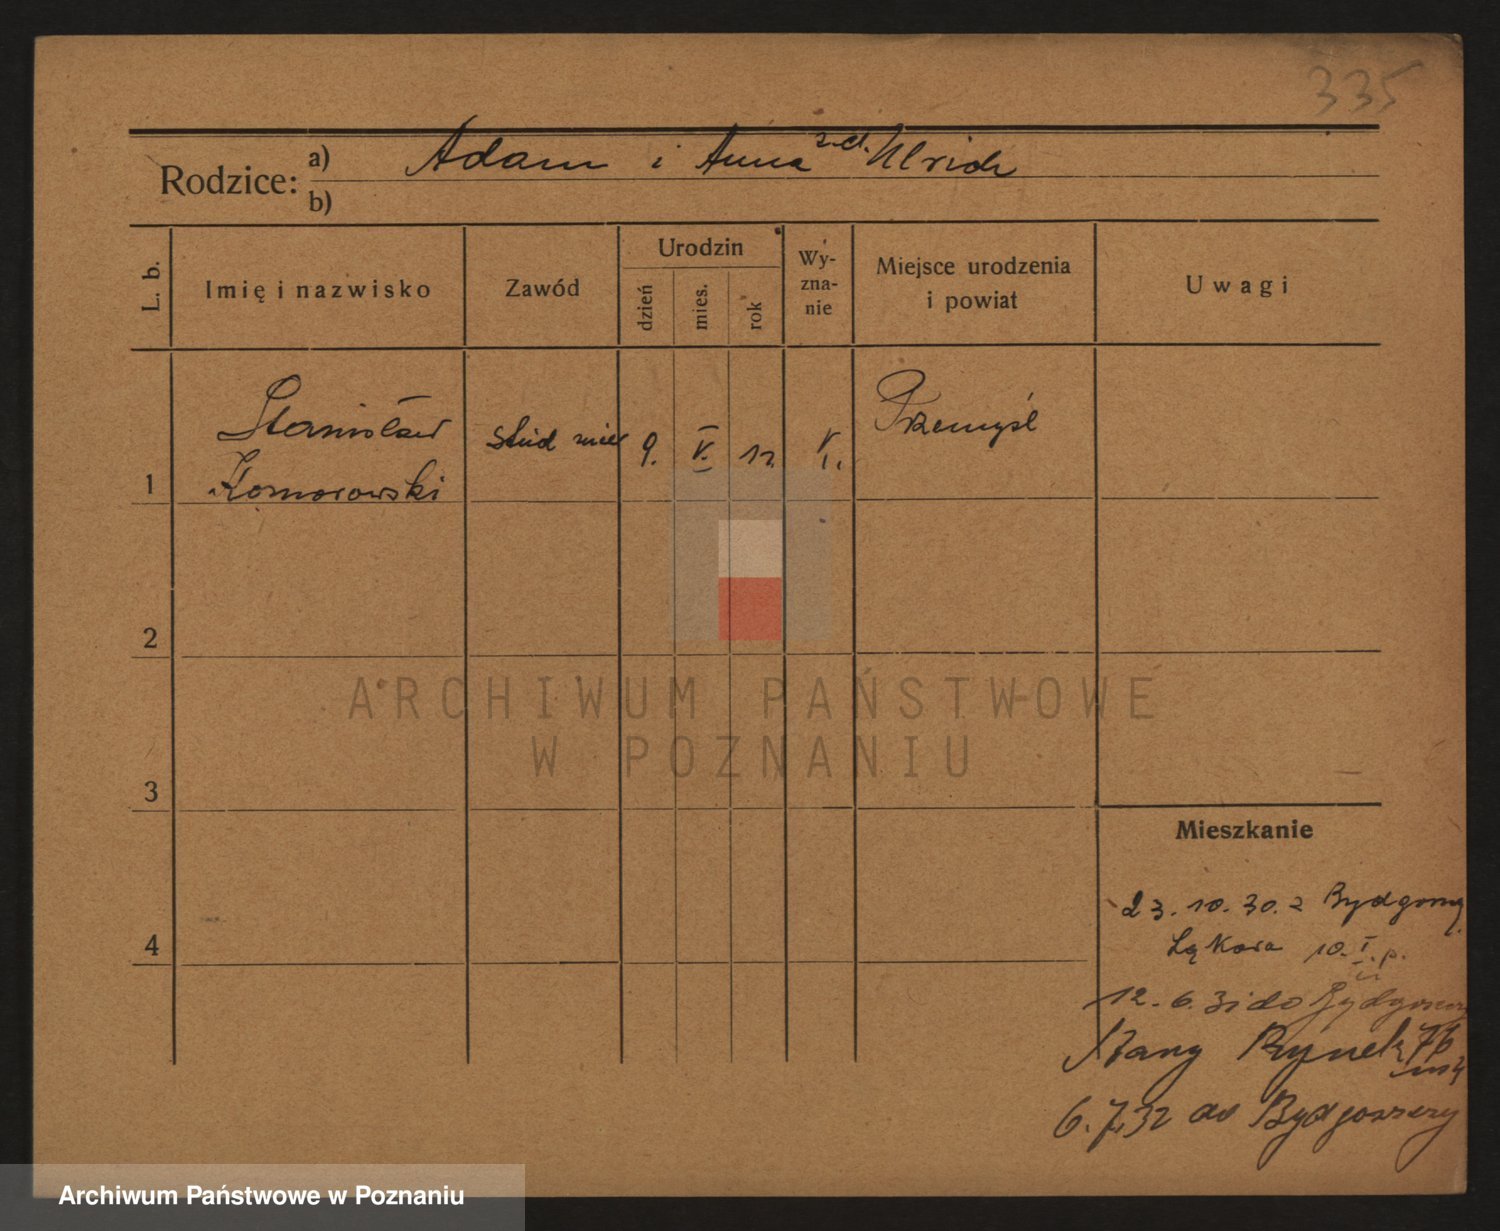 335
Rodzice:
a) Adam i Anna z d. Ulrich
b)
L. b.
Imię i nazwisko
Zawód
Urodzin
dzień
mies.
rok
Wy-
zna-
nie
Miejsce urodzenia
i powiat
Uwagi
1
Stanisław
Komorowski
stud
9.
V.
12
Przemyśl
2
3
4
ARCHIWUM PAŃSTWOWE
W POZNANIU
Mieszkanie
23. 10. 30. z Bydgoszczy
Łąkowa 10. I. p.
12. 6. 31 do Bydgoszczy
Stary Rynek
6. 7. 32 do Bydgoszczy
Archiwum Państwowe w Poznaniu